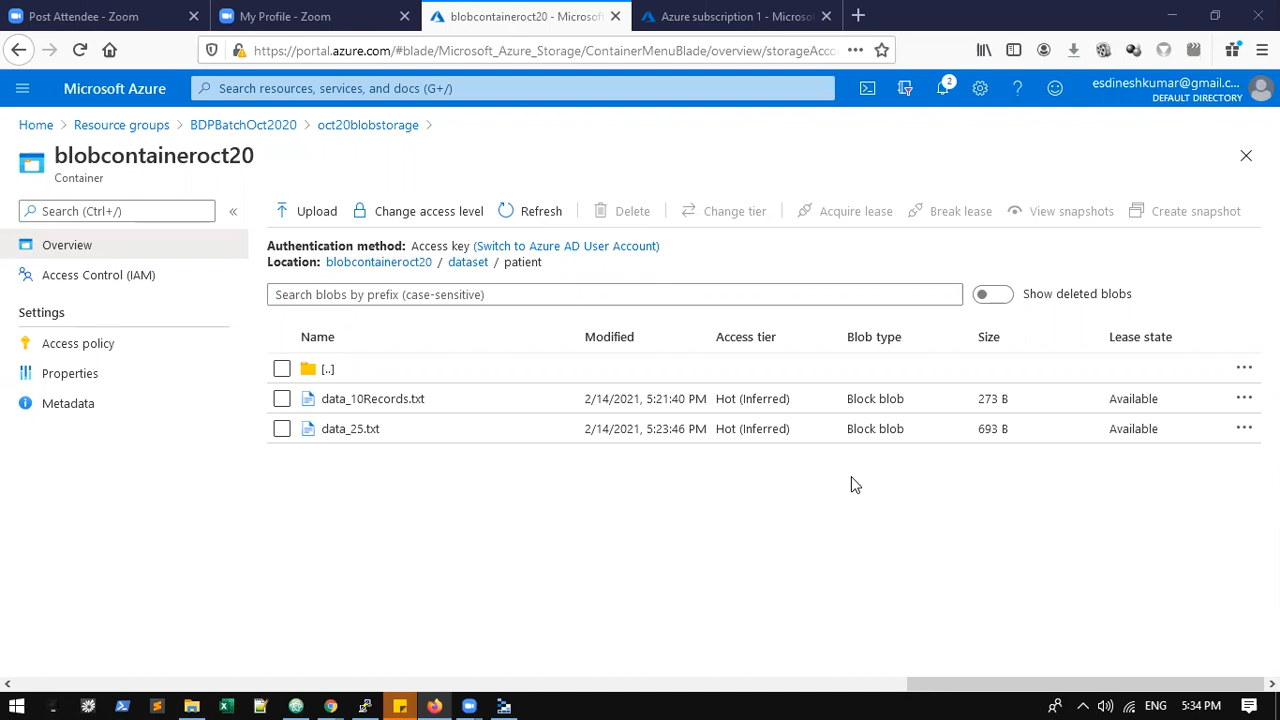 Post Attendee - Zoom
My Profile - Zoom
blobcontaineroct20 - Microsoft
Azure subscription 1 - Microso
https://portal.azure.com/#blade/Microsoft_Azure_Storage/ContainerMenuBlade/overview/storageAcco
Microsoft Azure
Search resources, services, and docs (G+/)
2
esdineshkumar@gmail.c...
DEFAULT DIRECTORY
Home > Resource groups > BDPBatchOct2020 > oct20blobstorage >
blobcontaineroct20
Container
Search (Ctrl+/)
«
Upload Change access level Refresh Delete Change tier Acquire lease Break lease View snapshots Create snapshot
Overview
Access Control (IAM)
Settings
Access policy
Properties
Metadata
Authentication method: Access key (Switch to Azure AD User Account)
Location: blobcontaineroct20 / dataset / patient
Search blobs by prefix (case-sensitive)
Show deleted blobs
Name Modified Access tier Blob type Size Lease state
[..]
data_10Records.txt 2/14/2021, 5:21:40 PM Hot (Inferred) Block blob 273 B Available
data_25.txt 2/14/2021, 5:23:46 PM Hot (Inferred) Block blob 693 B Available
5:34 PM